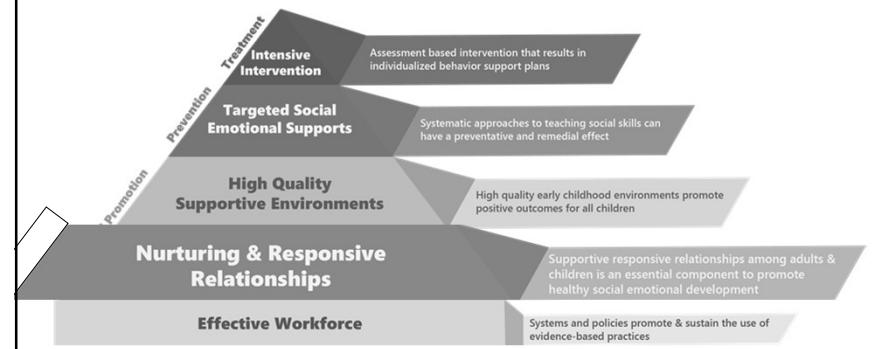 Treatment
Intensive
Intervention
Assessment based intervention that results in
individualized behavior support plans
Prevention
Targeted Social
Emotional Supports
Systematic approaches to teaching social skills can
have a preventative and remedial effect
Promotion
High Quality
Supportive Environments
High quality early childhood environments promote
positive outcomes for all children
Nurturing & Responsive
Relationships
Supportive responsive relationships among adults &
children is an essential component to promote
healthy social emotional development
Effective Workforce
Systems and policies promote & sustain the use of
evidence-based practices